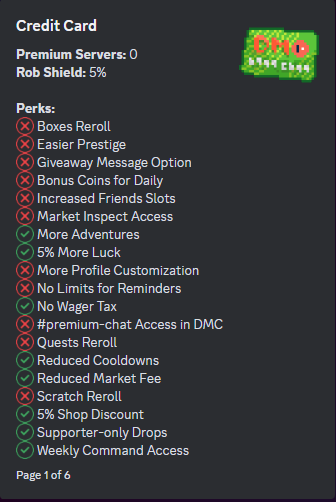 Credit Card
Premium Servers: 0
Rob Shield: 5%
DMO
Perks:
Boxes Reroll
Easier Prestige
Giveaway Message Option
Bonus Coins for Daily
Increased Friends Slots
Market Inspect Access
More Adventures
5% More Luck
More Profile Customization
No Limits for Reminders
No Wager Tax
#premium-chat Access in DMC
Quests Reroll
Reduced Cooldowns
Reduced Market Fee
Scratch Reroll
5% Shop Discount
Supporter-only Drops
Weekly Command Access
Page 1 of 6